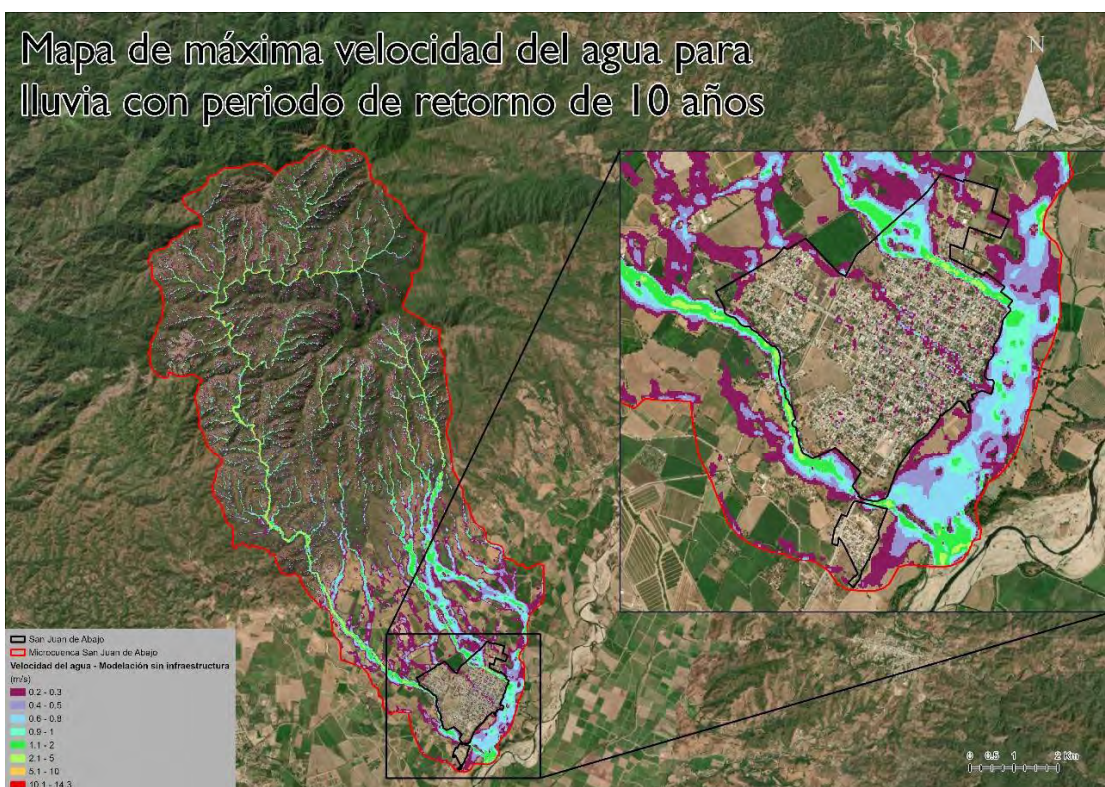 Mapa de máxima velocidad del agua para
lluvia con periodo de retorno de 10 años
N
San Juan de Abajo
Microcuenca San Juan de Abajo
Velocidad del agua - Modelación sin infraestructura
(m/s)
0.2 - 0.3
0.4 - 0.5
0.6 - 0.8
0.9 - 1
1.1 - 2
2.1 - 5
5.1 - 10
10.1 - 14.3
0 0.5 1 2 Km